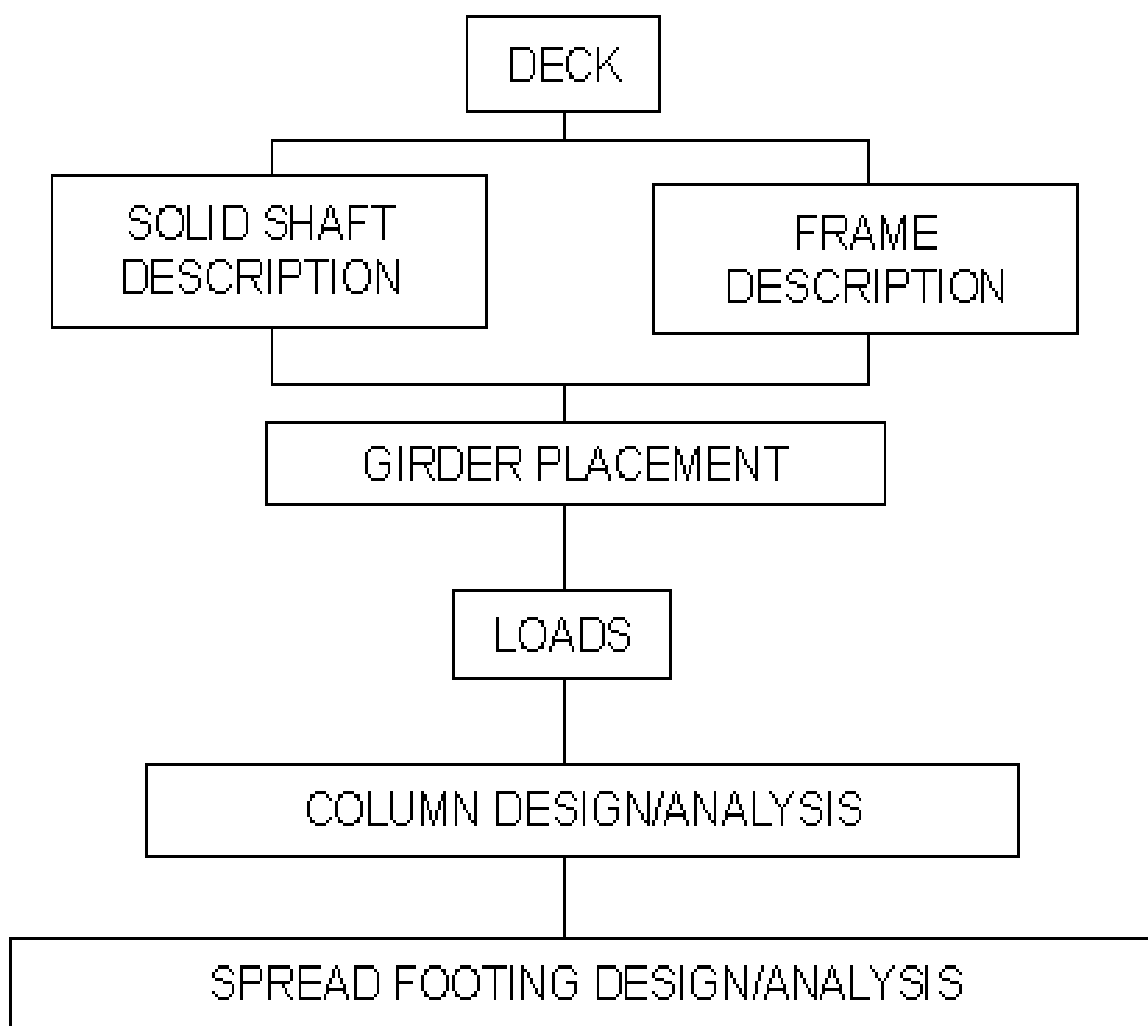 DECK
SOLID SHAFT
DESCRIPTION
FRAME
DESCRIPTION
GIRDER PLACEMENT
LOADS
COLUMN DESIGN/ANALYSIS
SPREAD FOOTING DESIGN/ANALYSIS